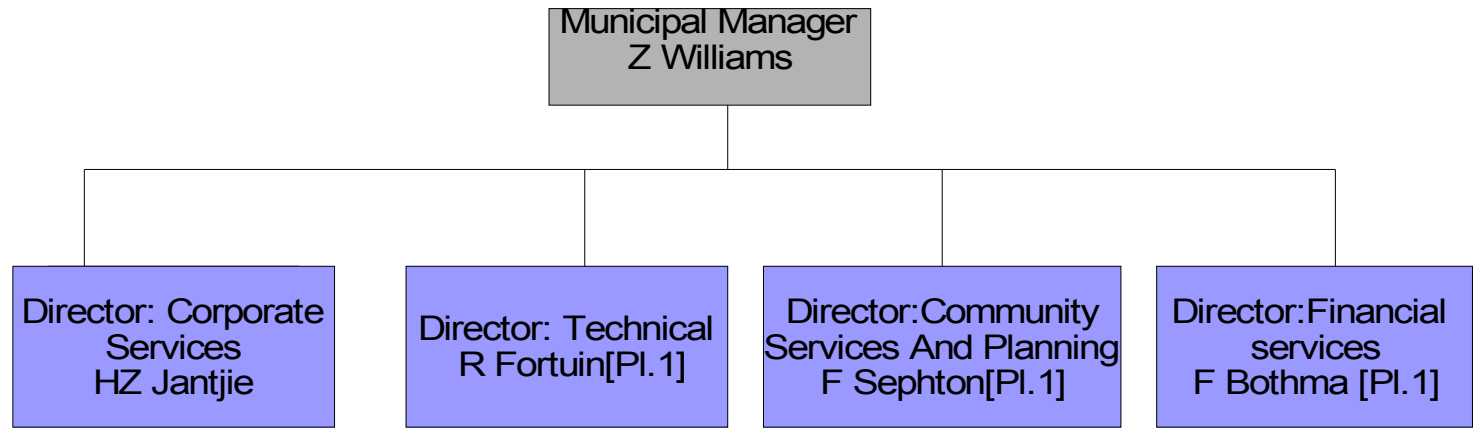 Municipal Manager
Z Williams
Director: Corporate
Services
HZ Jantjie
Director: Technical
R Fortuin[Pl.1]
Director:Community
Services And Planning
F Sephton[Pl.1]
Director:Financial
services
F Bothma [Pl.1]